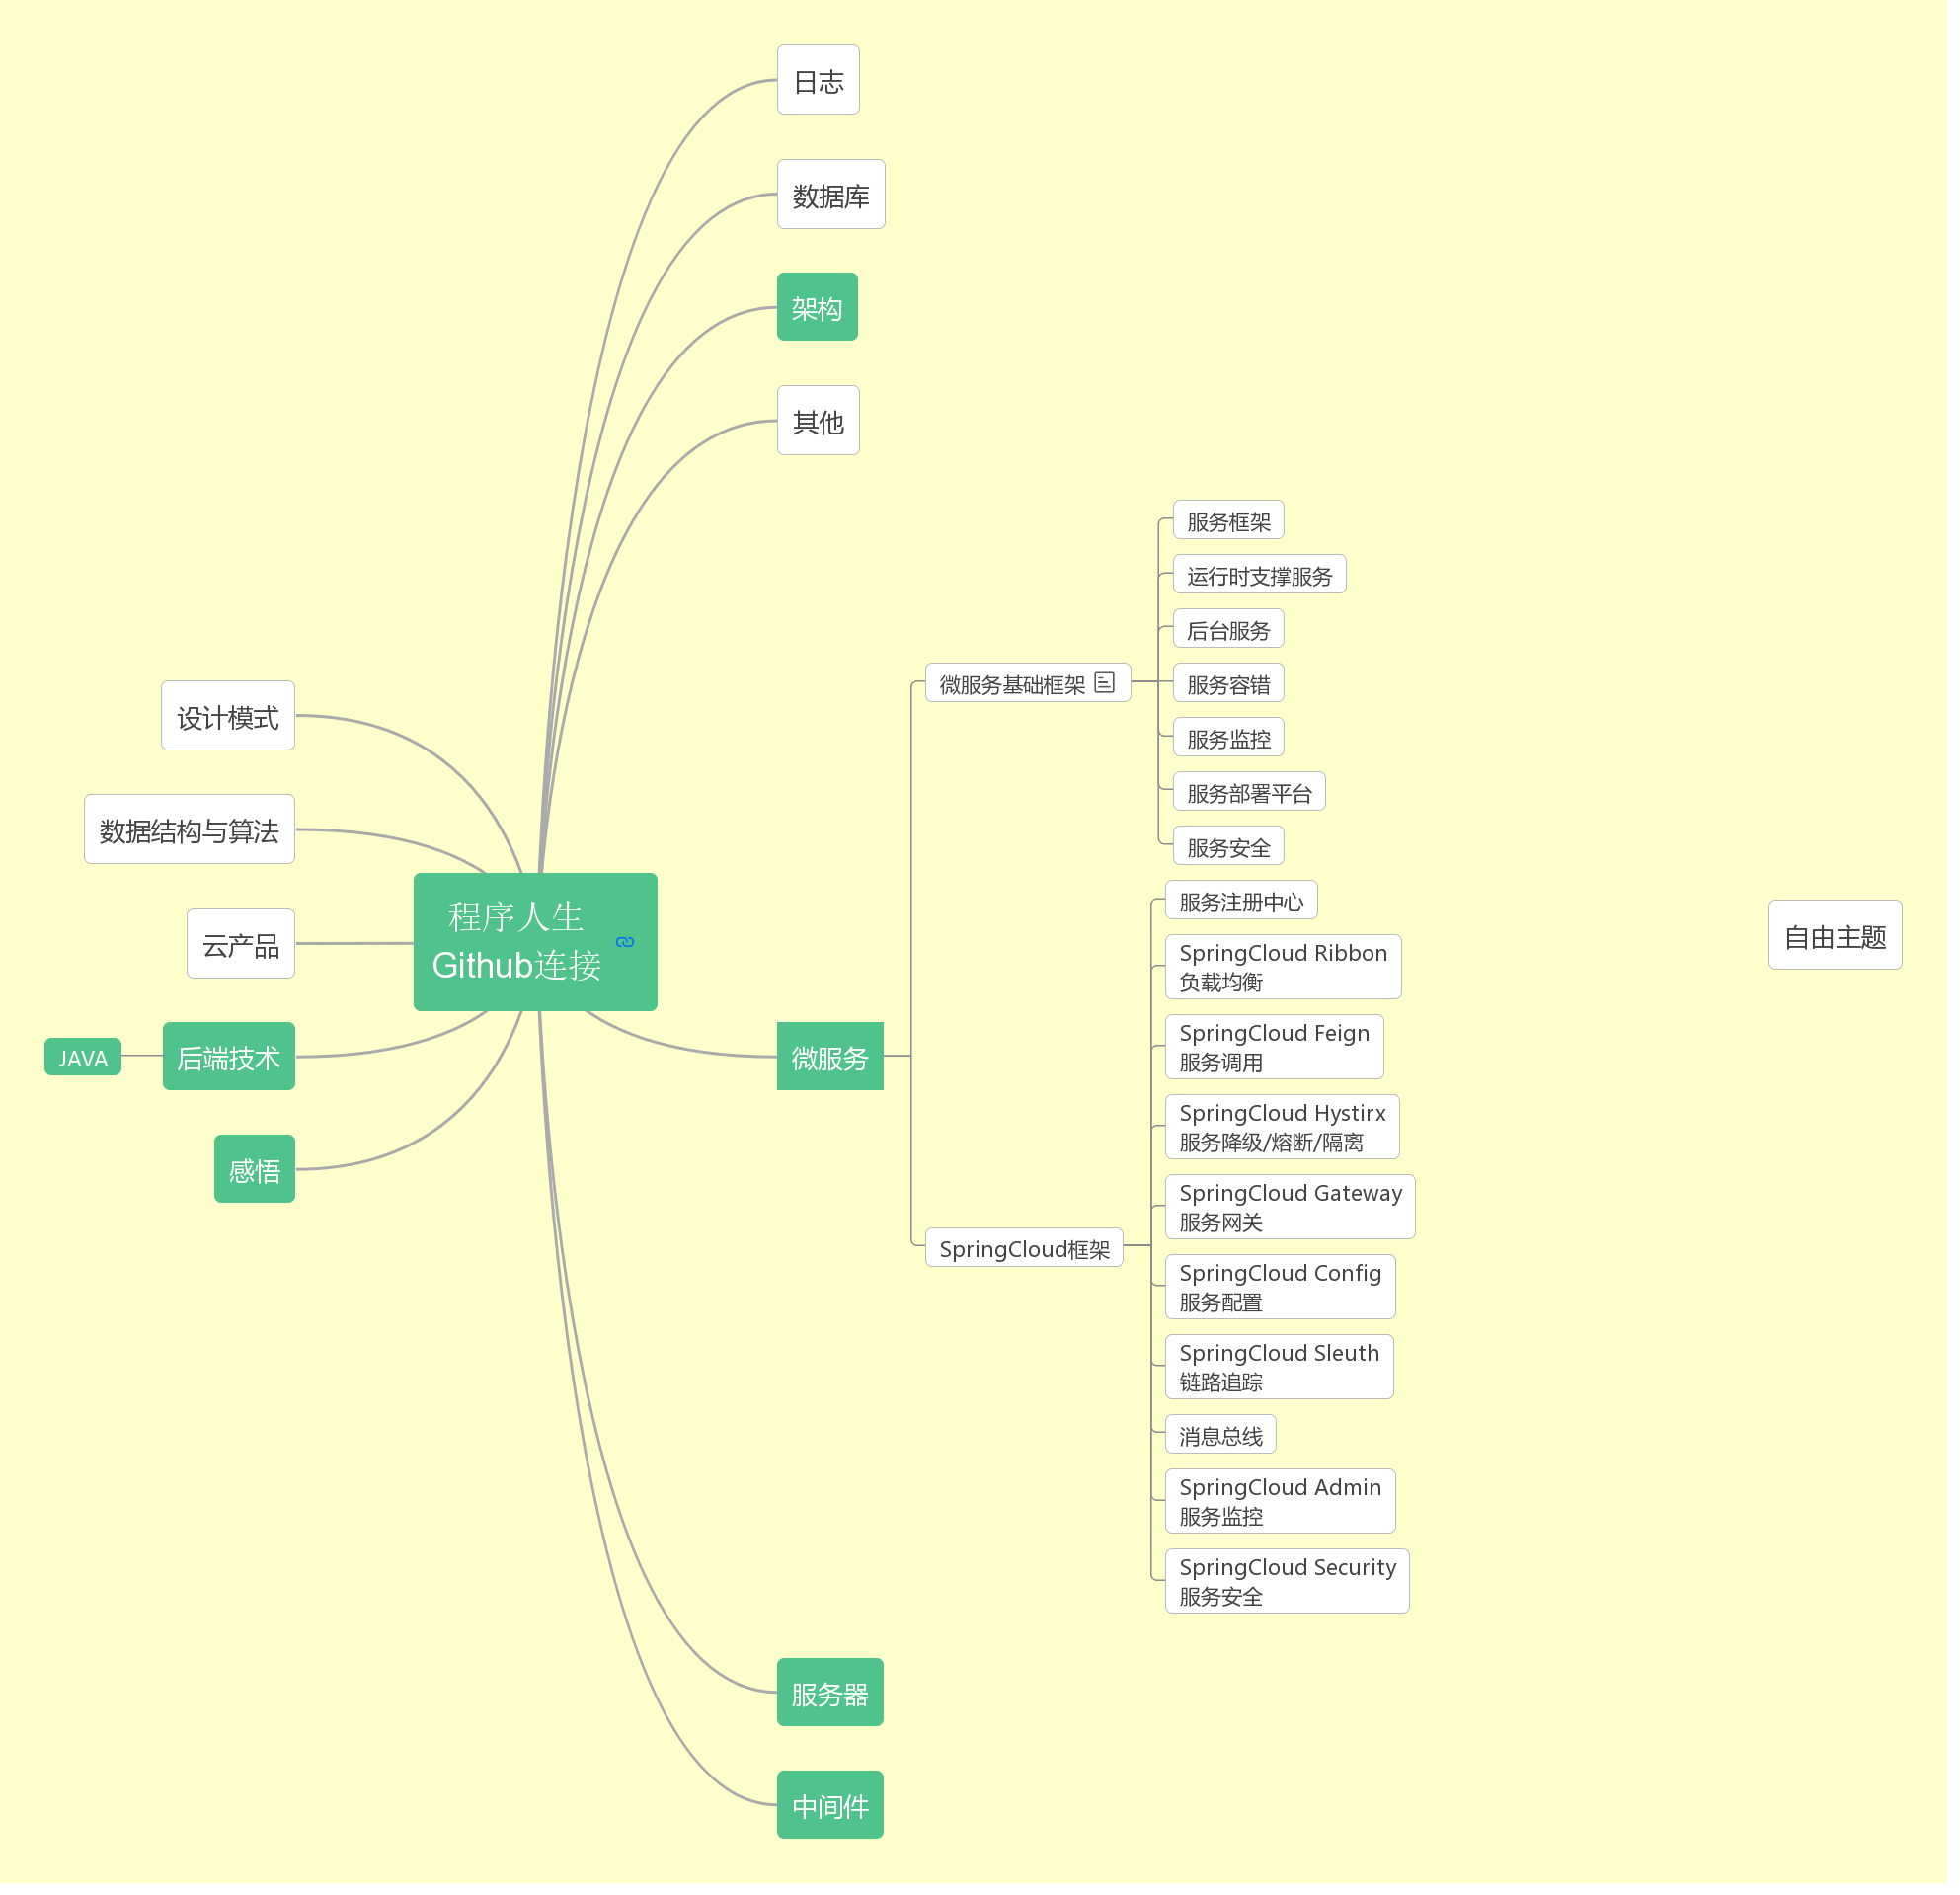 日志
数据库
架构
其他
服务框架
运行时支撑服务
后台服务
微服务基础框架
服务容错
服务监控
服务部署平台
服务安全
设计模式
数据结构与算法
云产品
后端技术
JAVA
感悟
程序人生
Github连接
微服务
服务注册中心
SpringCloud Ribbon
负载均衡
SpringCloud Feign
服务调用
SpringCloud Hystirx
服务降级/熔断/隔离
SpringCloud Gateway
服务网关
SpringCloud框架
SpringCloud Config
服务配置
SpringCloud Sleuth
链路追踪
消息总线
SpringCloud Admin
服务监控
SpringCloud Security
服务安全
服务器
中间件
自由主题